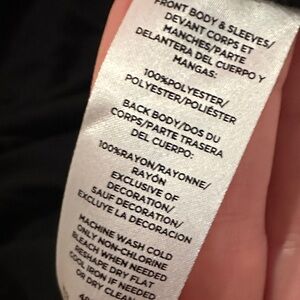 FRONT BODY & SLEEVES/
DEVANT CORPS ET
MANCHES/PARTE
DELANTERA DEL CUERPO Y
MANGAS:
100%POLYESTER/
POLYESTER/POLIÉSTER
BACK BODY/DOS DU
CORPS/PARTE TRASERA
DEL CUERPO:
100%RAYON/RAYONNE/
RAYÓN
EXCLUSIVE OF
DECORATION/
SAUF DECORATION/
EXCLUYE LA DECORACION
MACHINE WASH COLD
ONLY NON-CHLORINE
BLEACH WHEN NEEDED
RESHAPE DRY FLAT
COOL IRON IF NEEDED
OR DRY CLEAN